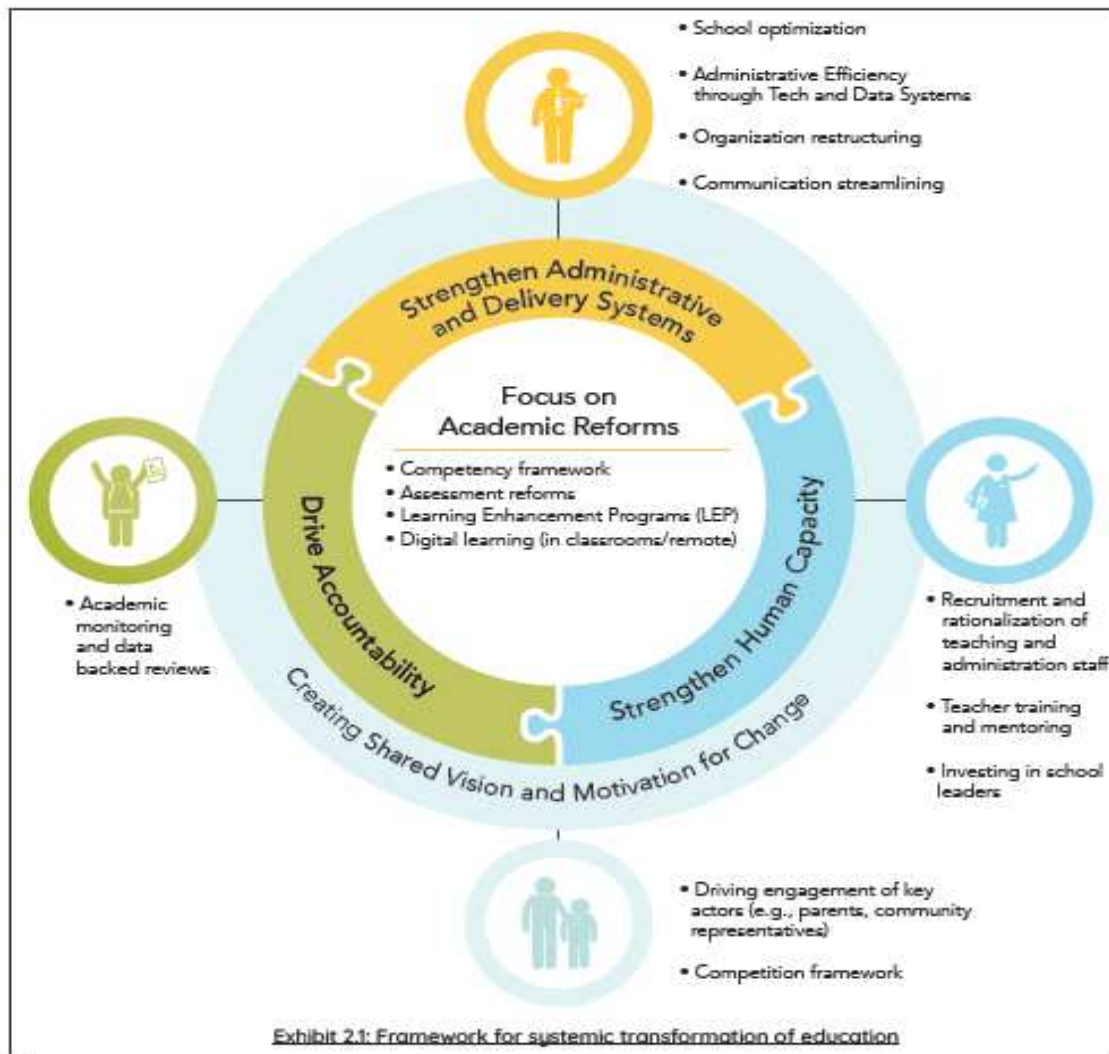 • School optimization
• Administrative Efficiency
through Tech and Data Systems
• Organization restructuring
• Communication streamlining
Strengthen Administrative
and Delivery Systems
Focus on
Academic Reforms
• Competency framework
• Assessment reforms
• Learning Enhancement Programs (LEP)
• Digital learning (in classrooms/remote)
Drive Accountability
Strengthen Human Capacity
• Academic
monitoring
and data
backed reviews
• Recruitment and
rationalization of
teaching and
administration staff
• Teacher training
and mentoring
• Investing in school
leaders
Creating Shared Vision and Motivation for Change
• Driving engagement of key
actors (e.g., parents, community
representatives)
• Competition framework
Exhibit 2.1: Framework for systemic transformation of education